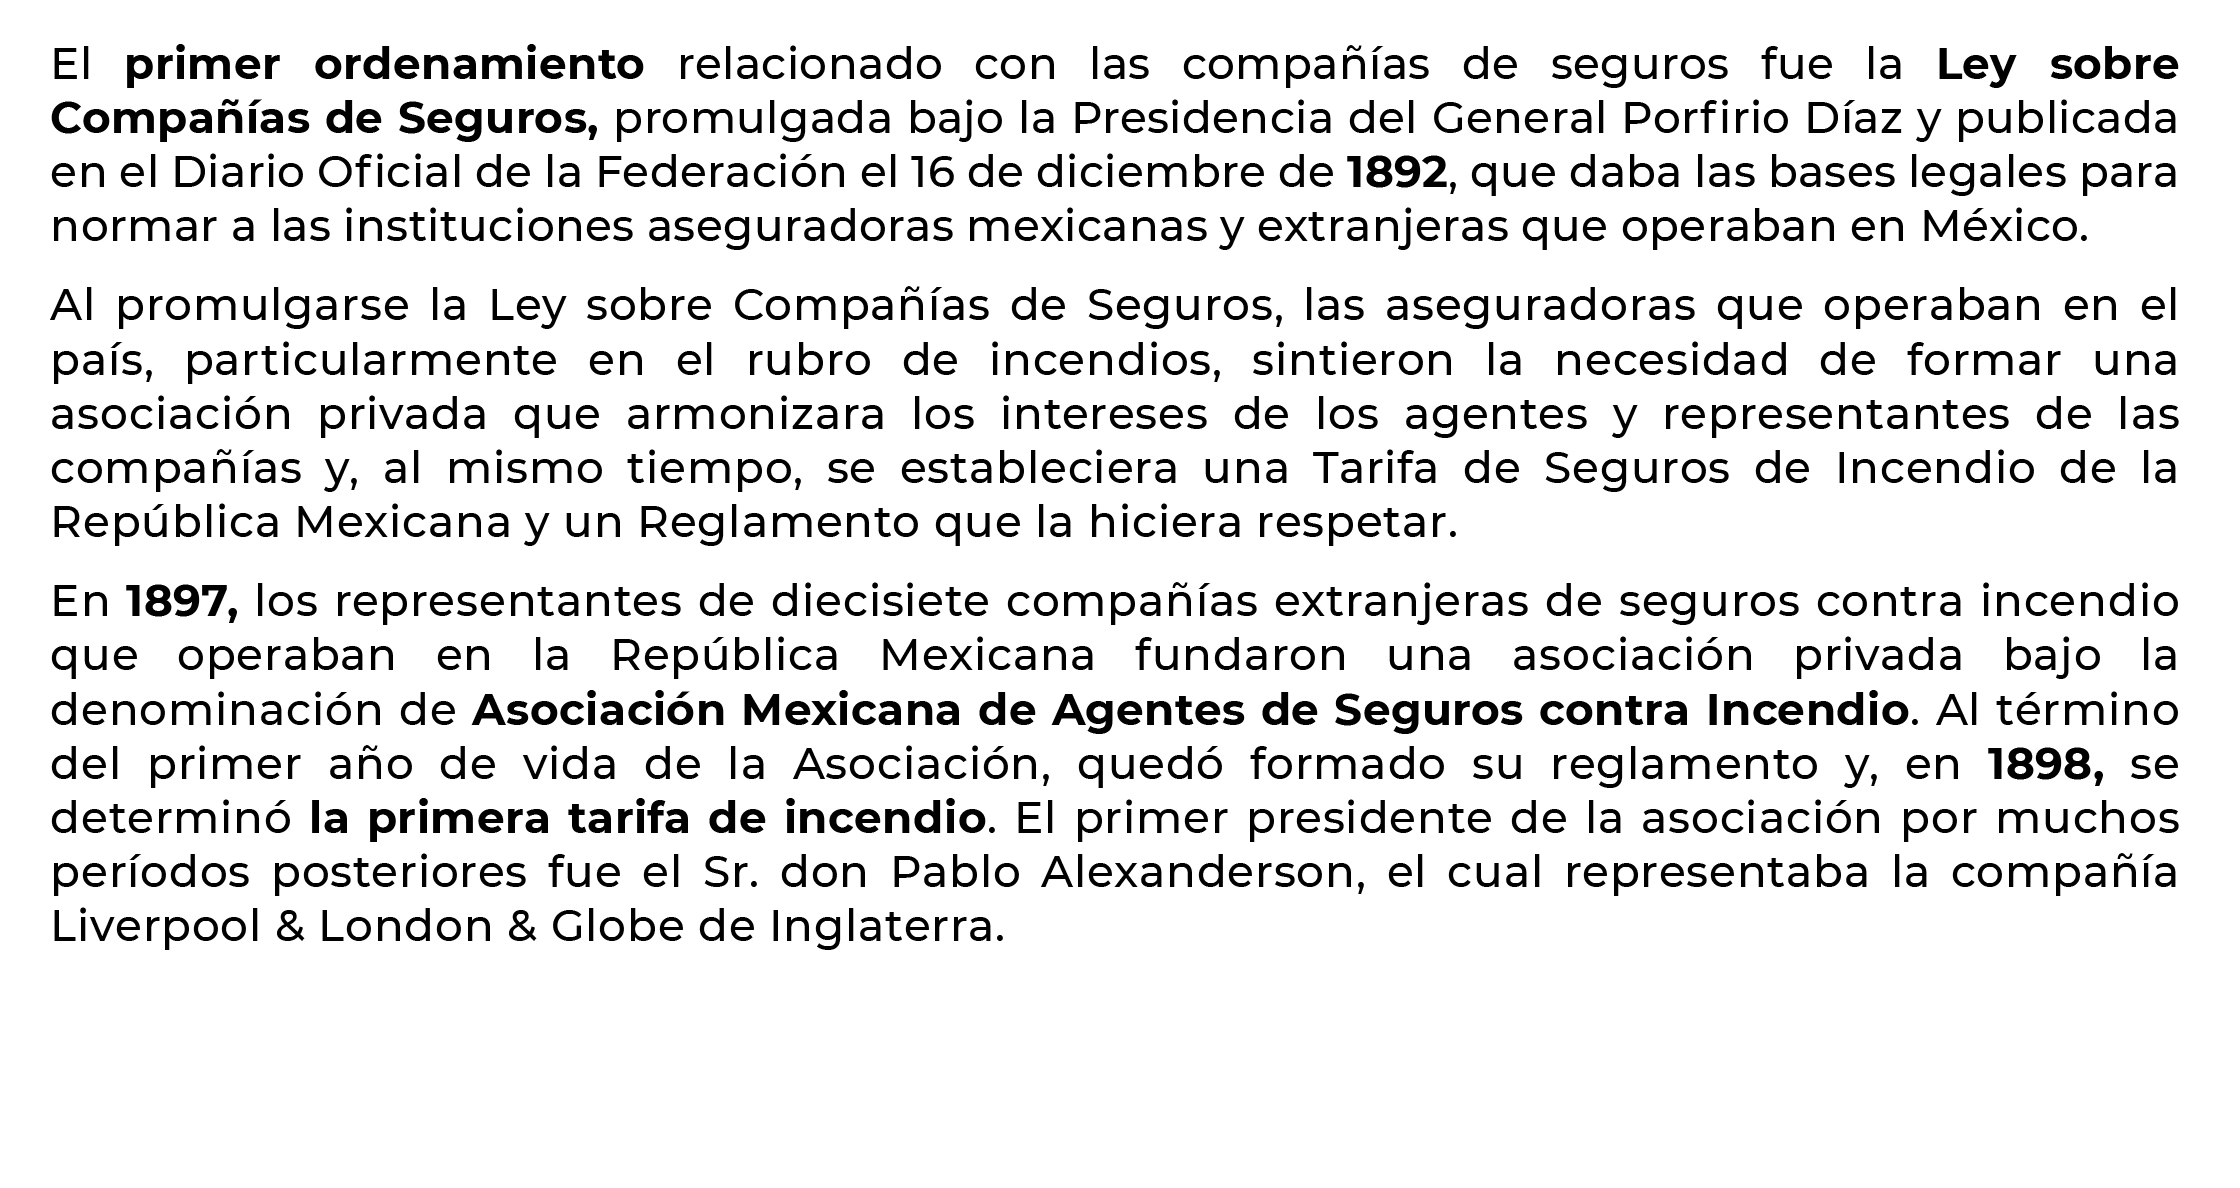 El primer ordenamiento relacionado con las compañías de seguros fue la Ley sobre
Compañías de Seguros, promulgada bajo la Presidencia del General Porfirio Díaz y publicada
en el Diario Oficial de la Federación el 16 de diciembre de 1892, que daba las bases legales para
normar a las instituciones aseguradoras mexicanas y extranjeras que operaban en México.
Al promulgarse la Ley sobre Compañías de Seguros, las aseguradoras que operaban en el
país, particularmente en el rubro de incendios, sintieron la necesidad de formar una
asociación privada que armonizara los intereses de los agentes y representantes de las
compañías y, al mismo tiempo, se estableciera una Tarifa de Seguros de Incendio de la
República Mexicana y un Reglamento que la hiciera respetar.
En 1897, los representantes de diecisiete compañías extranjeras de seguros contra incendio
que operaban en la República Mexicana fundaron una asociación privada bajo la
denominación de Asociación Mexicana de Agentes de Seguros contra Incendio. Al término
del primer año de vida de la Asociación, quedó formado su reglamento y, en 1898, se
determinó la primera tarifa de incendio. El primer presidente de la asociación por muchos
períodos posteriores fue el Sr. don Pablo Alexanderson, el cual representaba la compañía
Liverpool & London & Globe de Inglaterra.